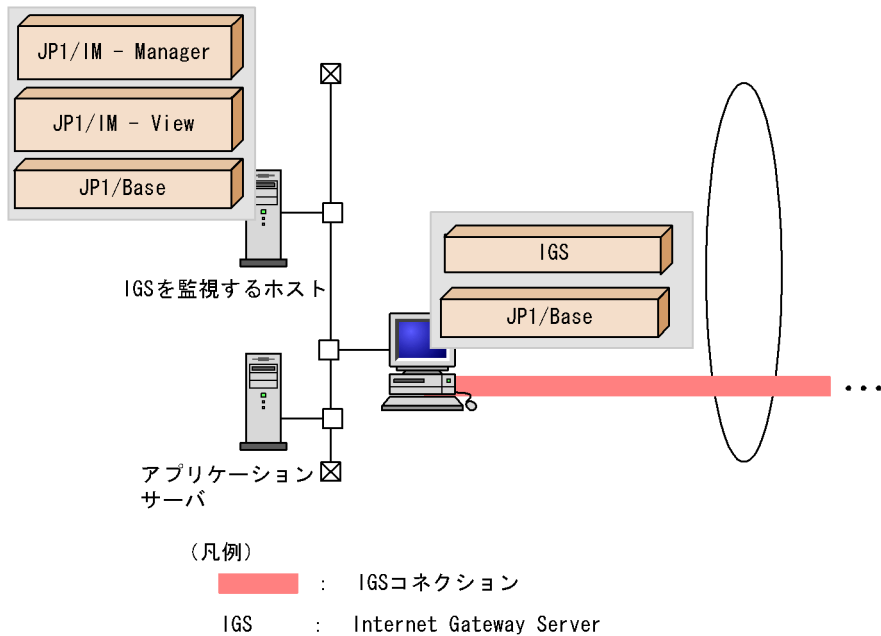 JP1/IM - Manager
JP1/IM - View
JP1/Base
IGSを監視するホスト
IGS
JP1/Base
アプリケーション
サーバ
...
(凡例)
: IGSコネクション
IGS : Internet Gateway Server